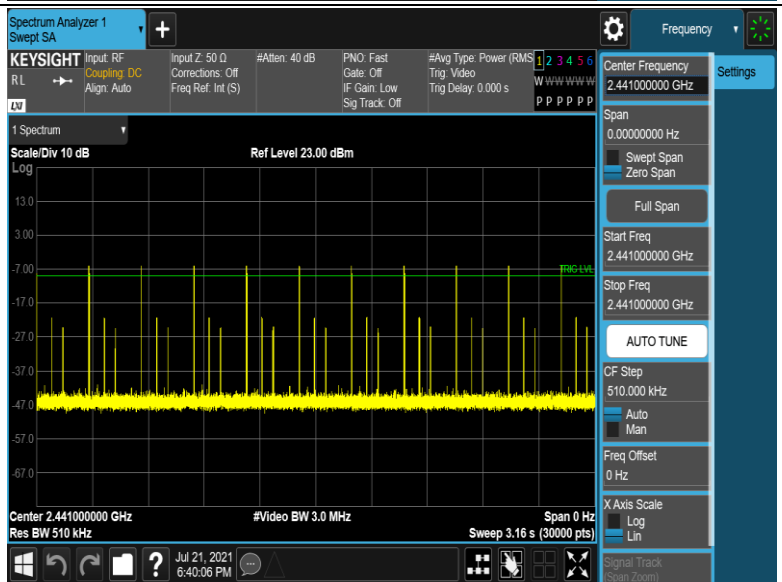 Spectrum Analyzer 1
Swept SA
Frequency
KEYSIGHT
RL
LXI
Input: RF
Coupling: DC
Align: Auto
Input Z: 50 Ω
Corrections: Off
Freq Ref: Int (S)
#Atten: 40 dB
PNO: Fast
Gate: Off
IF Gain: Low
Sig Track: Off
#Avg Type: Power (RMS
Trig: Video
Trig Delay: 0.000 s
1 2 3 4 5 6
W W W W W W
P P P P P P
Center Frequency
2.441000000 GHz
Settings
Span
0.00000000 Hz
Swept Span
Zero Span
Full Span
Start Freq
2.441000000 GHz
Stop Freq
2.441000000 GHz
AUTO TUNE
CF Step
510.000 kHz
Auto
Man
Freq Offset
0 Hz
X Axis Scale
Log
Lin
Signal Track
(Span Zoom)
1 Spectrum
Scale/Div 10 dB
Ref Level 23.00 dBm
Log
13.0
3.00
-7.00
TRIG LVL
-17.0
-27.0
-37.0
-47.0
-57.0
-67.0
Center 2.441000000 GHz
#Video BW 3.0 MHz
Span 0 Hz
Res BW 510 kHz
Sweep 3.16 s (30000 pts)
?
Jul 21, 2021
6:40:06 PM